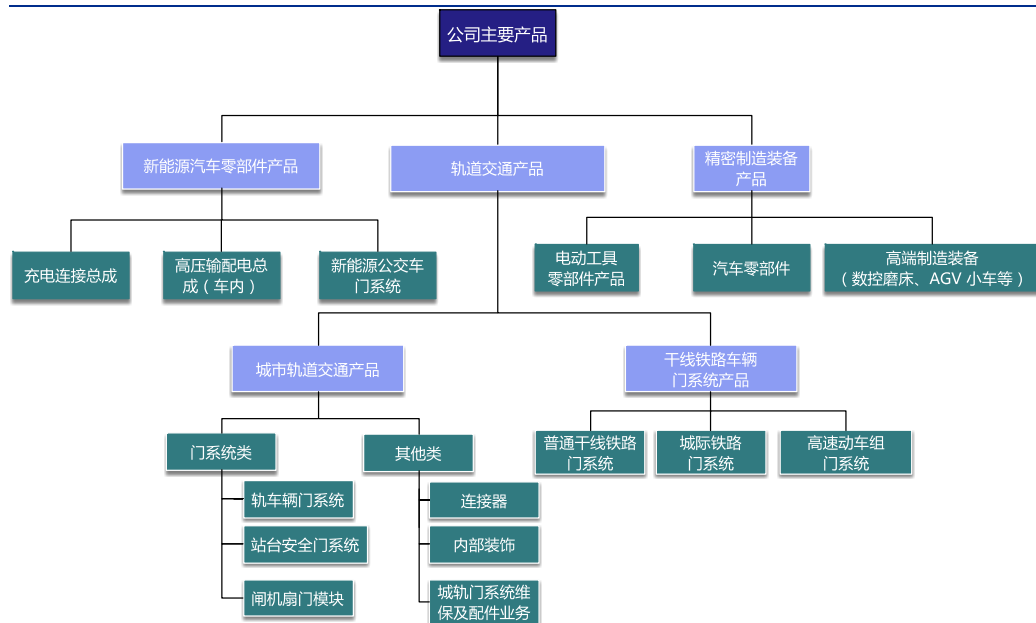 公司主要产品
新能源汽车零部件产品
轨道交通产品
精密制造装备
产品
充电连接总成
高压输配电总
成（车内）
新能源公交车
门系统
电动工具
零部件产品
汽车零部件
高端制造装备
（数控磨床、AGV 小车等）
城市轨道交通产品
干线铁路车辆
门系统产品
门系统类
其他类
普通干线铁路
门系统
城际铁路
门系统
高速动车组
门系统
轨车辆门系统
连接器
站台安全门系统
内部装饰
闸机扇门模块
城轨门系统维
保及配件业务